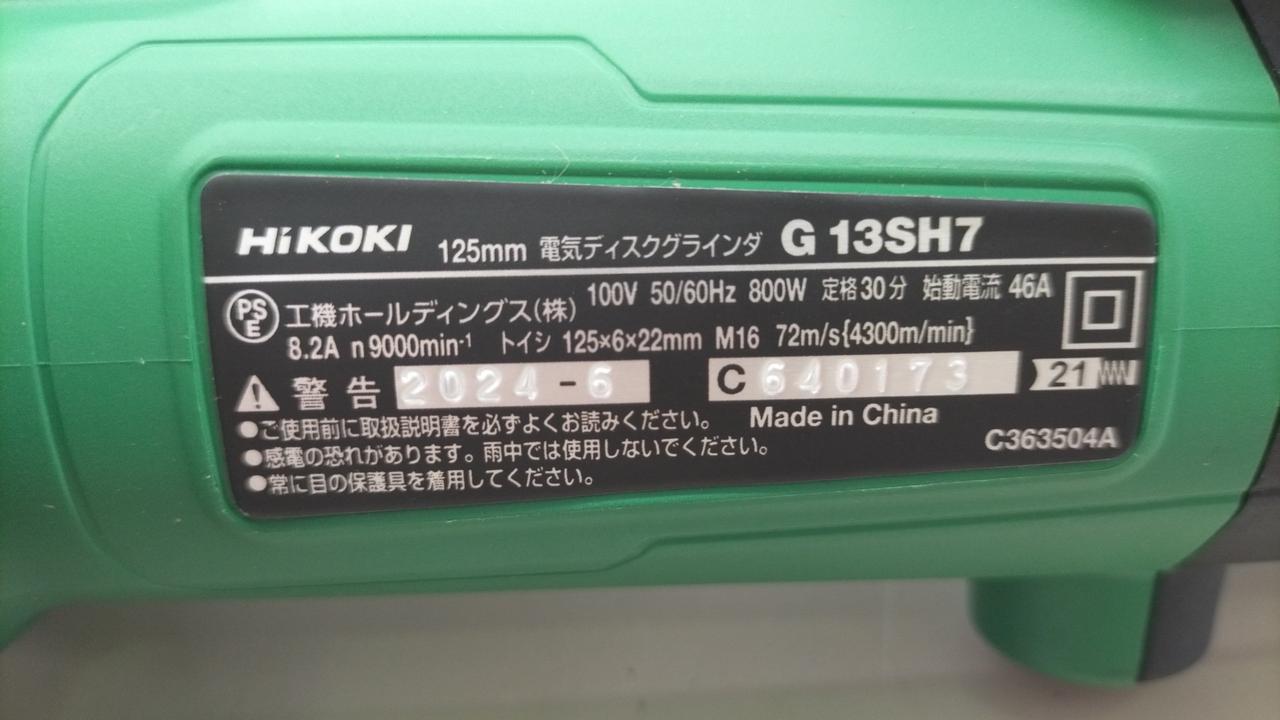 HiKOKI 125mm 電気ディスクグラインダ G 13SH7
PSE 工機ホールディングス(株) 100V 50/60Hz 800W 定格30分 始動電流 46A
8.2A n 9000min⁻¹ トイシ 125×6×22mm M16 72m/s{4300m/min}
警告 2024-6 C 640173 21
●ご使用前に取扱説明書を必ずよくお読みください。 Made in China
●感電の恐れがあります。雨中では使用しないでください。 C363504A
●常に目の保護具を着用してください。